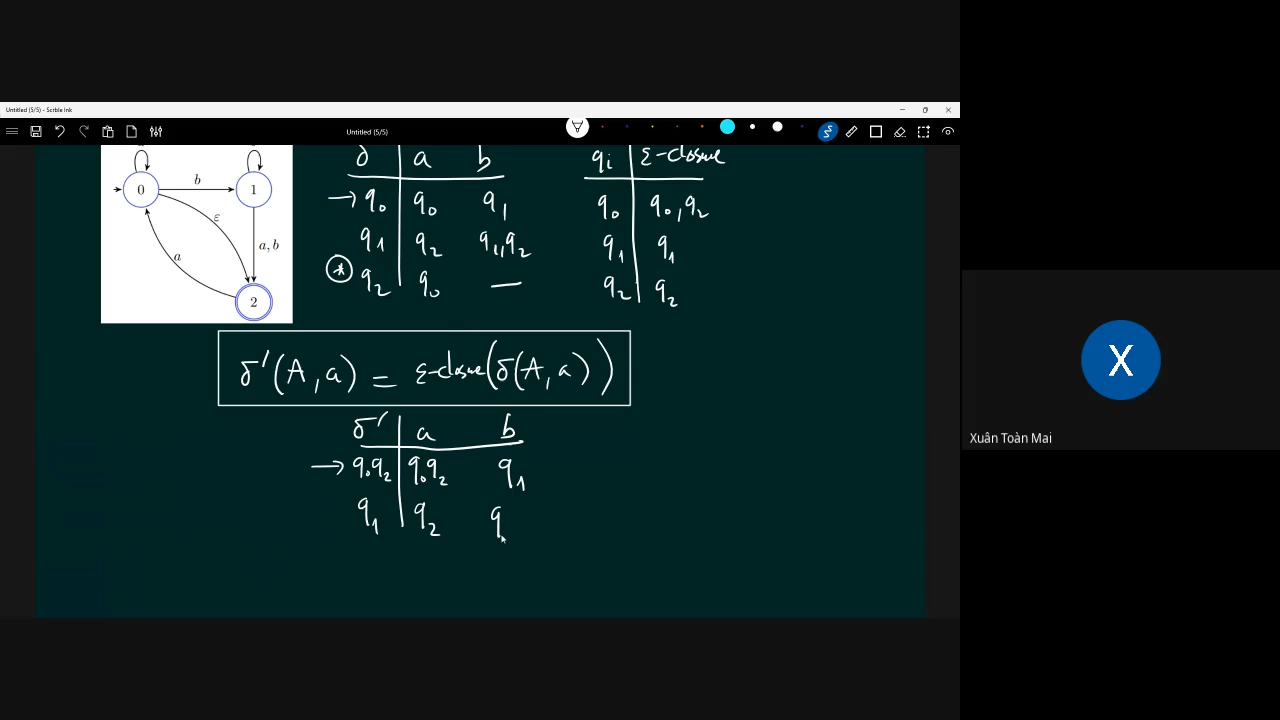 Untitled (5/5) - Scrble Ink
Untitled (5/5)
δ a b
→ q0 q0 q1
q1 q2 q1,q2
* q2 q0 —
qi ε-closure
q0 q0,q2
q1 q1
q2 q2
0 b 1
ε
a a,b
2
δ'(A,a) = ε-closure(δ(A,a))
δ' a b
→ q0q2 q0q2 q1
q1 q2 q
X
Xuân Toàn Mai